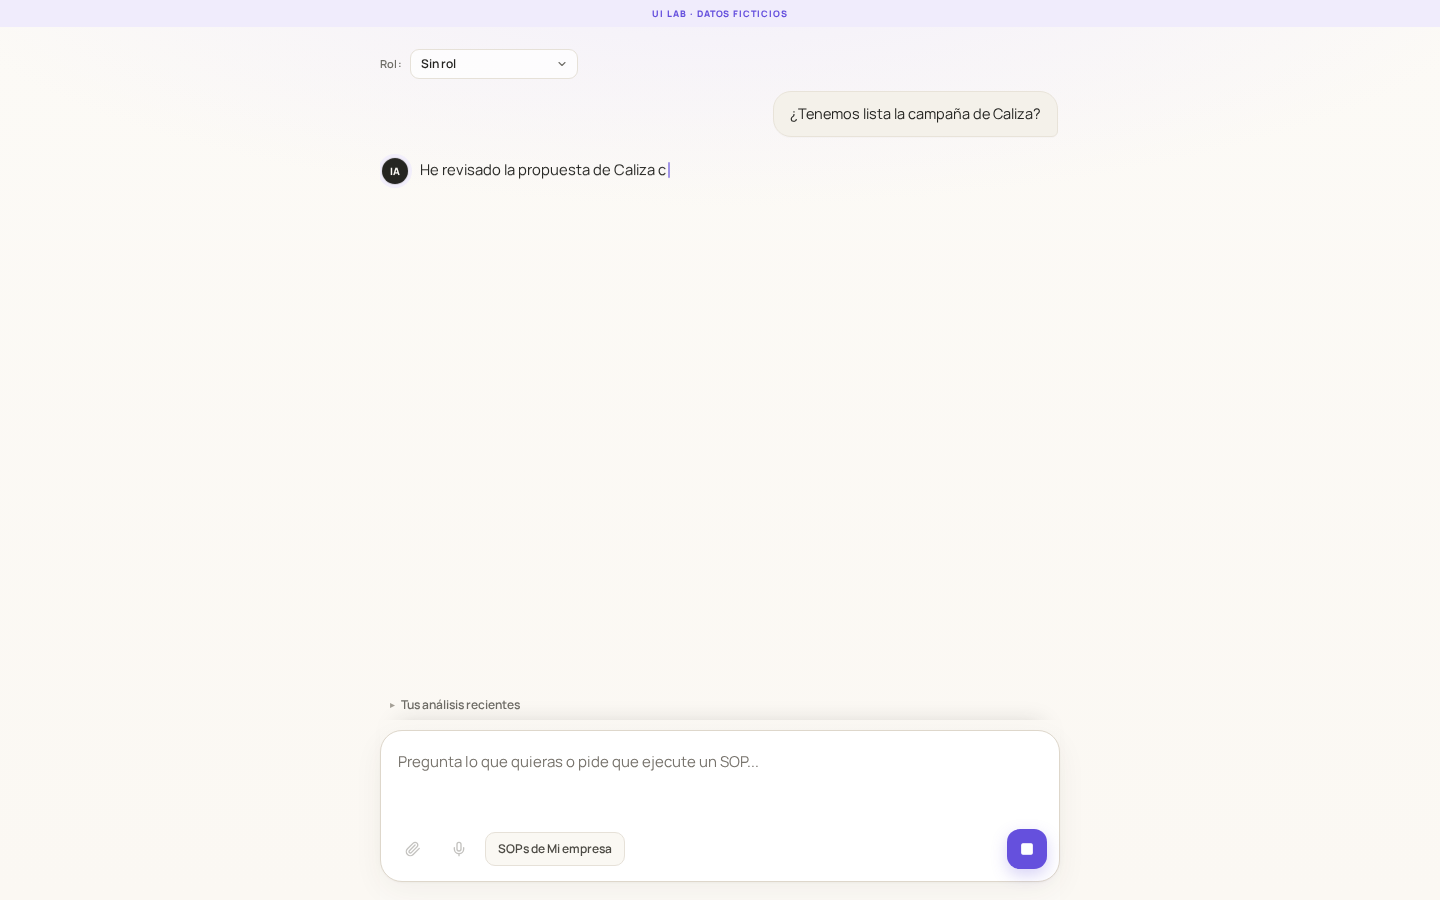 UI LAB · DATOS FICTICIOS
Rol:
Sin rol
¿Tenemos lista la campaña de Caliza?
IA
He revisado la propuesta de Caliza c
Tus análisis recientes
Pregunta lo que quieras o pide que ejecute un SOP...
SOPs de Mi empresa